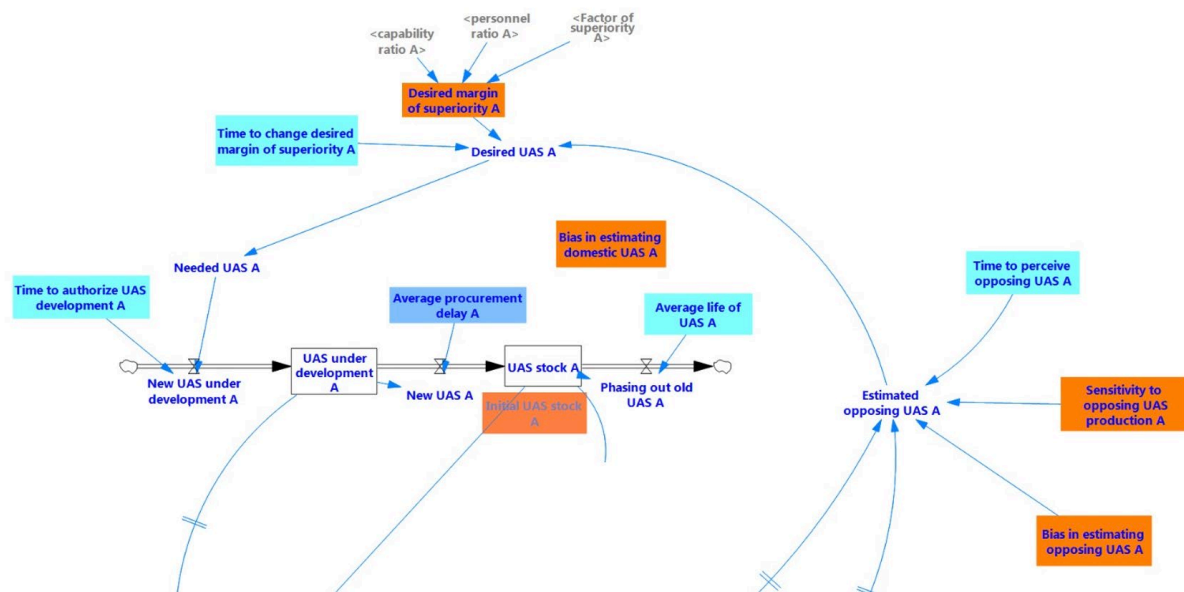 <capability
ratio A>
<personnel
ratio A>
<Factor of
superiority
A>
Desired margin
of superiority A
Time to change desired
margin of superiority A
Desired UAS A
Bias in estimating
domestic UAS A
Needed UAS A
Time to perceive
opposing UAS A
Time to authorize UAS
development A
Average procurement
delay A
Average life of
UAS A
UAS under
development
A
UAS stock A
New UAS under
development A
New UAS A
Phasing out old
UAS A
Initial UAS stock
A
Estimated
opposing UAS A
Sensitivity to
opposing UAS
production A
Bias in estimating
opposing UAS A